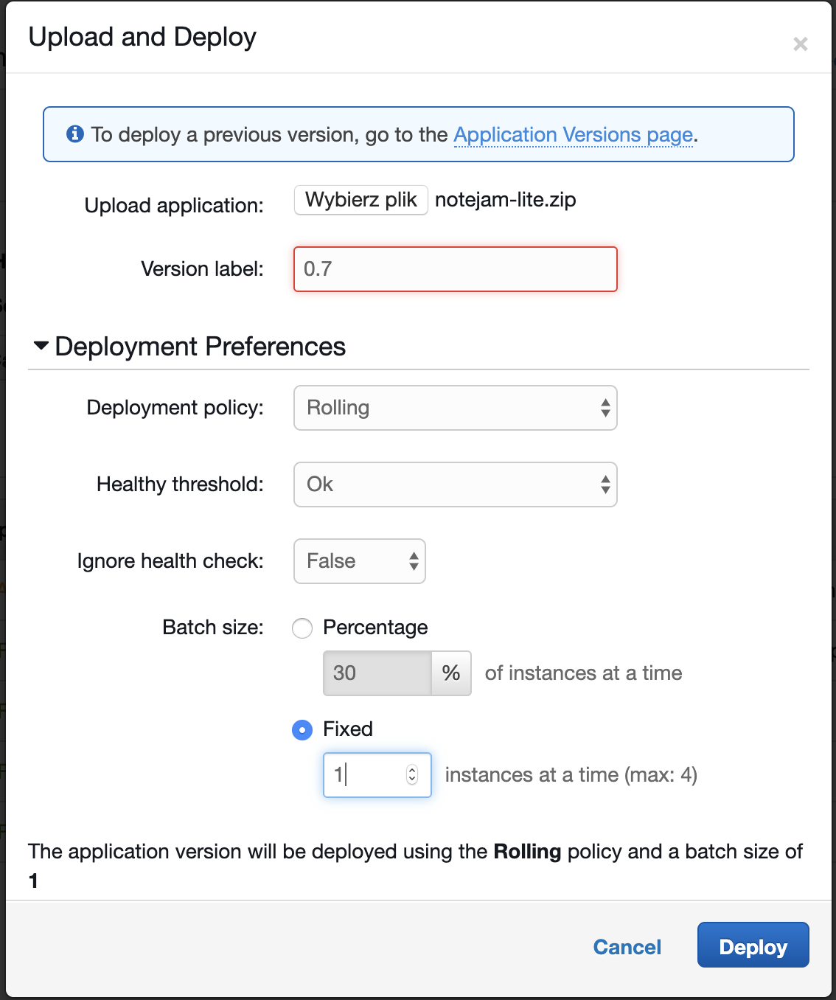 Upload and Deploy
×
To deploy a previous version, go to the Application Versions page.
Upload application: Wybierz plik notejam-lite.zip
Version label: 0.7
Deployment Preferences
Deployment policy: Rolling
Healthy threshold: Ok
Ignore health check: False
Batch size: Percentage
30 % of instances at a time
Fixed
1 instances at a time (max: 4)
The application version will be deployed using the Rolling policy and a batch size of
1
Cancel Deploy